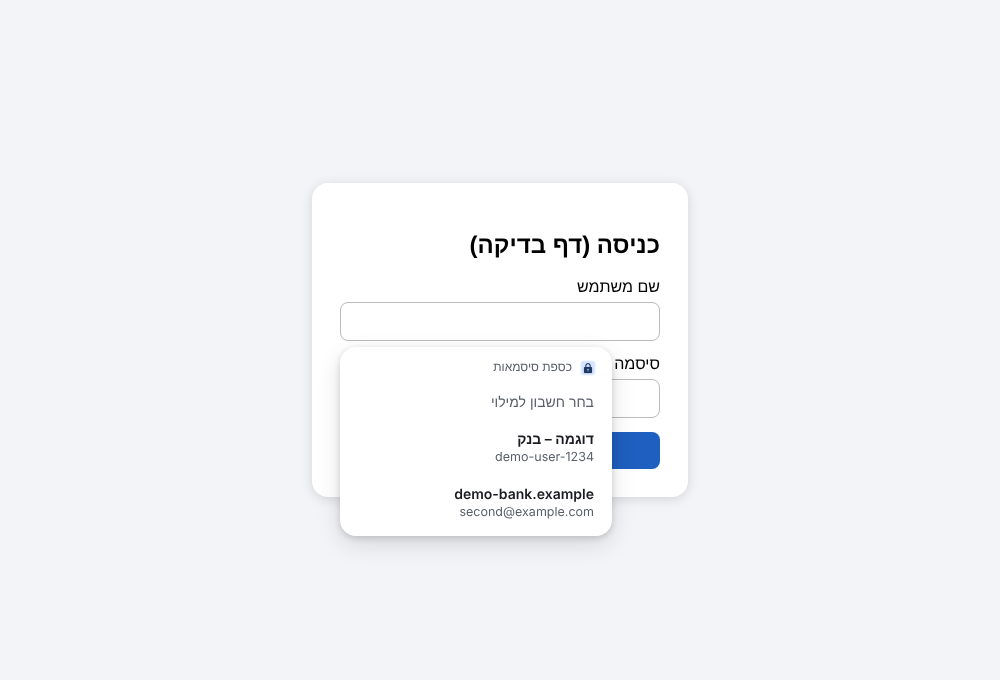 כניסה (דף בדיקה)
שם משתמש
סיסמה
כספת סיסמאות
בחר חשבון למילוי
דוגמה – בנק
demo-user-1234
demo-bank.example
second@example.com